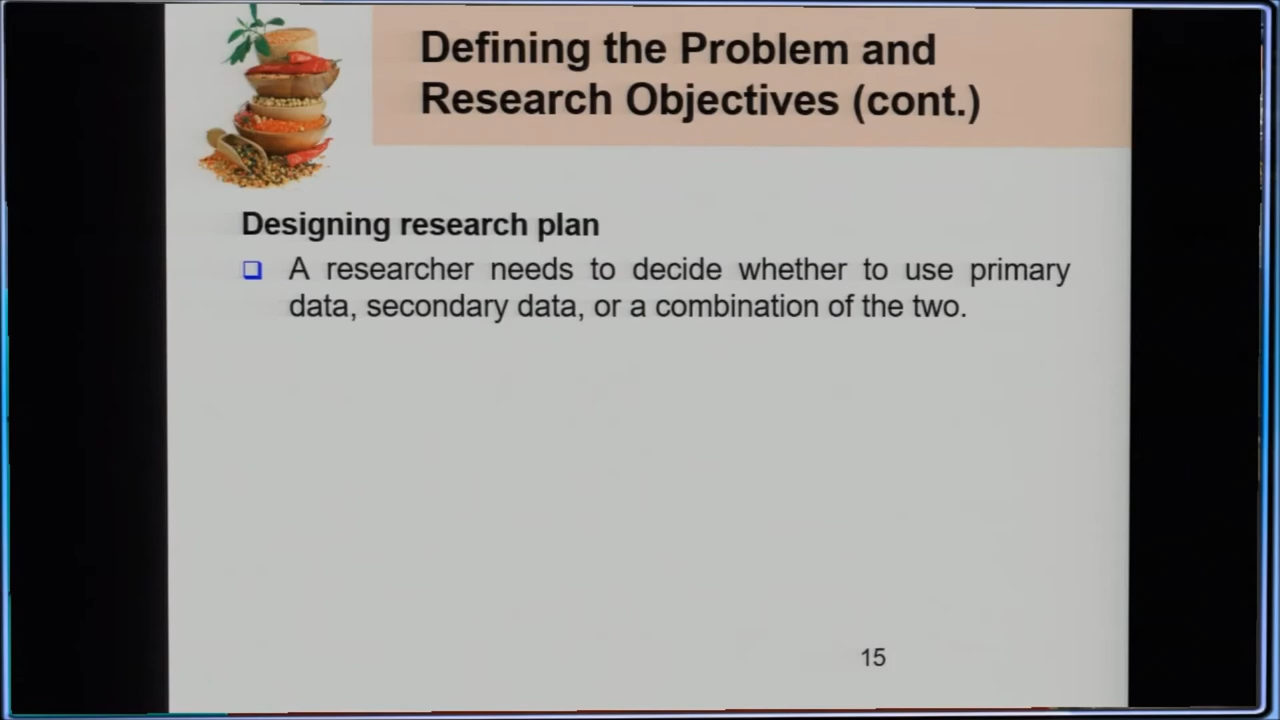 Defining the Problem and
Research Objectives (cont.)
Designing research plan
❑ A researcher needs to decide whether to use primary
data, secondary data, or a combination of the two.
15